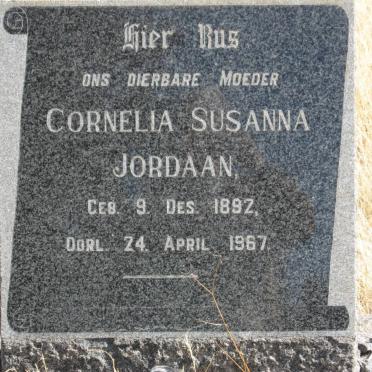 Hier Rus
ONS DIERBARE MOEDER
CORNELIA SUSANNA
JORDAAN,
GEB. 9. DES. 1892,
OORL. 24. APRIL 1967.